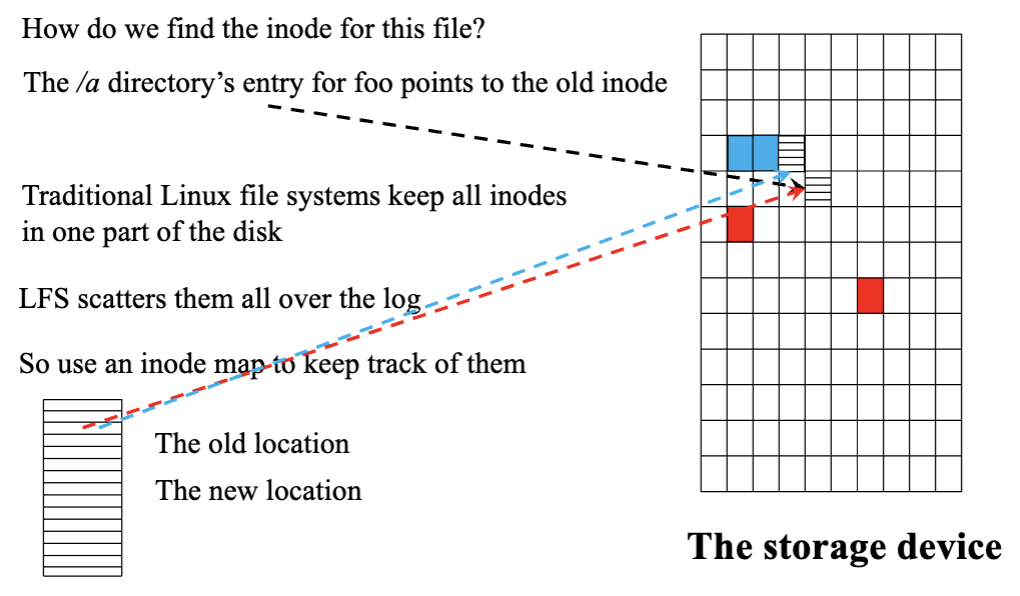 How do we find the inode for this file?
The /a directory’s entry for foo points to the old inode
Traditional Linux file systems keep all inodes
in one part of the disk
LFS scatters them all over the log
So use an inode map to keep track of them
The old location
The new location
The storage device